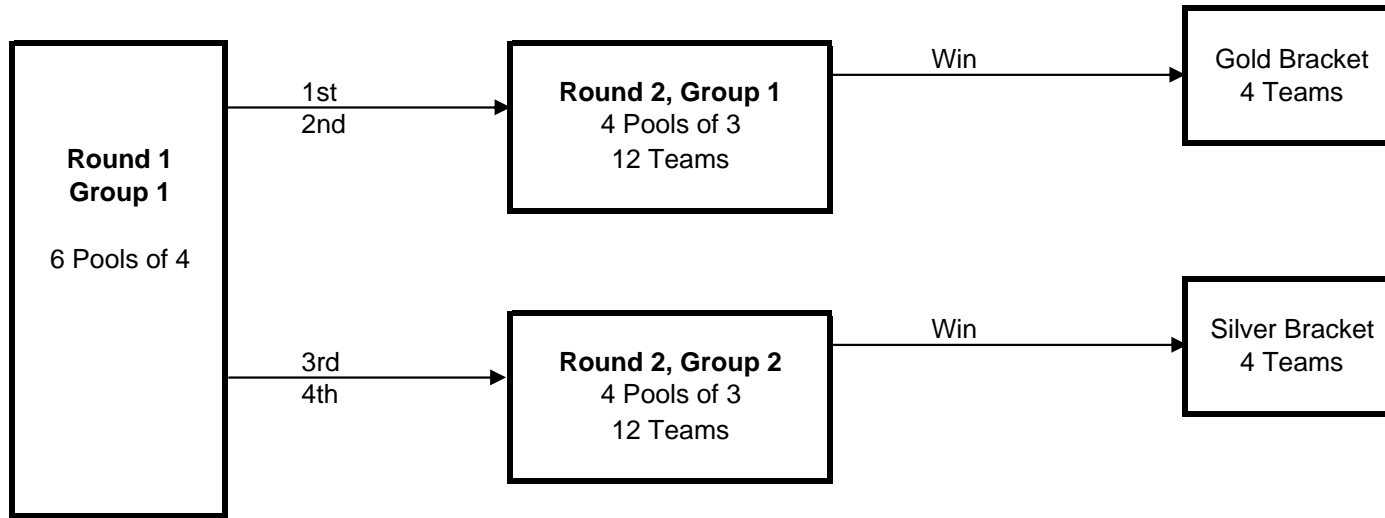 Round 1
Group 1
6 Pools of 4
1st
2nd
3rd
4th
Round 2, Group 1
4 Pools of 3
12 Teams
Round 2, Group 2
4 Pools of 3
12 Teams
Win
Win
Gold Bracket
4 Teams
Silver Bracket
4 Teams